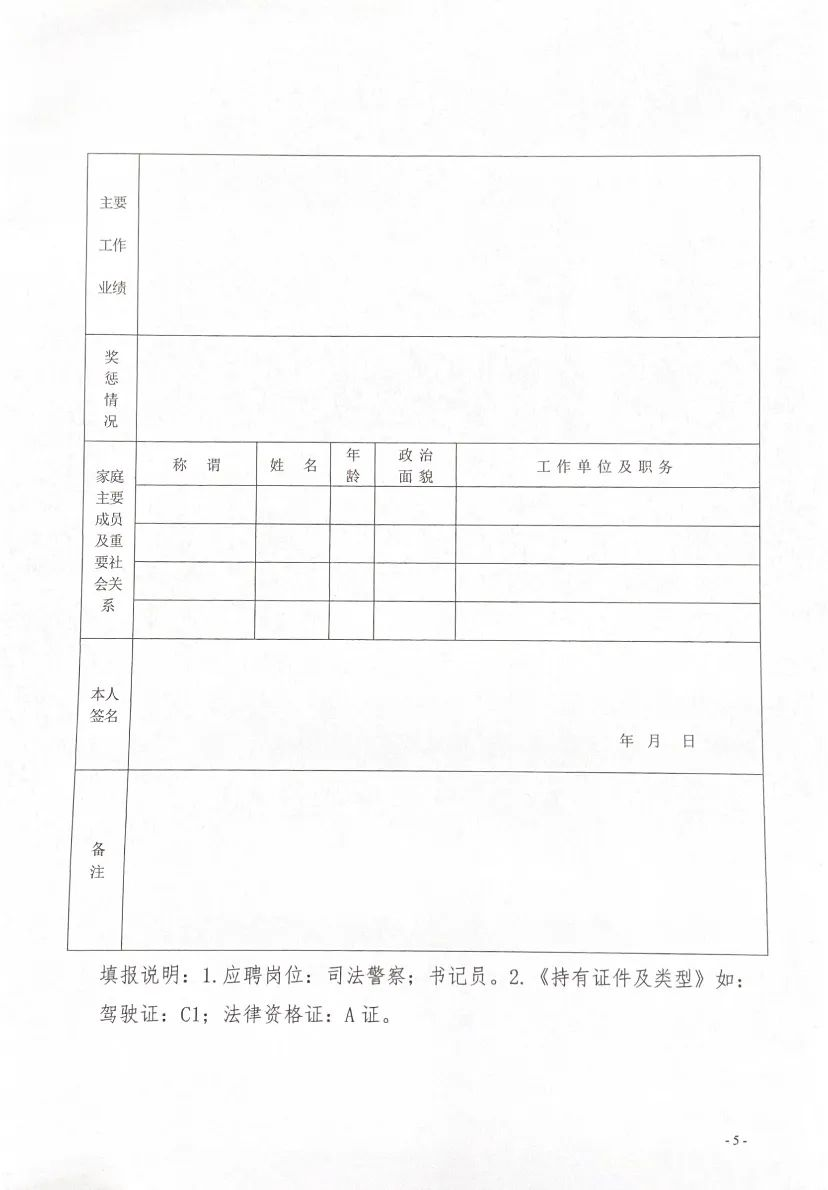 主要
工作
业绩
奖
惩
情
况
家庭
主要
成员
及重
要社
会关
系
称 谓
姓 名
年
龄
政 治
面 貌
工 作 单 位 及 职 务
本人
签名
年 月 日
备
注
填报说明：1.应聘岗位：司法警察；书记员。2.《持有证件及类型》如：
驾驶证：C1；法律资格证：A 证。
- 5 -